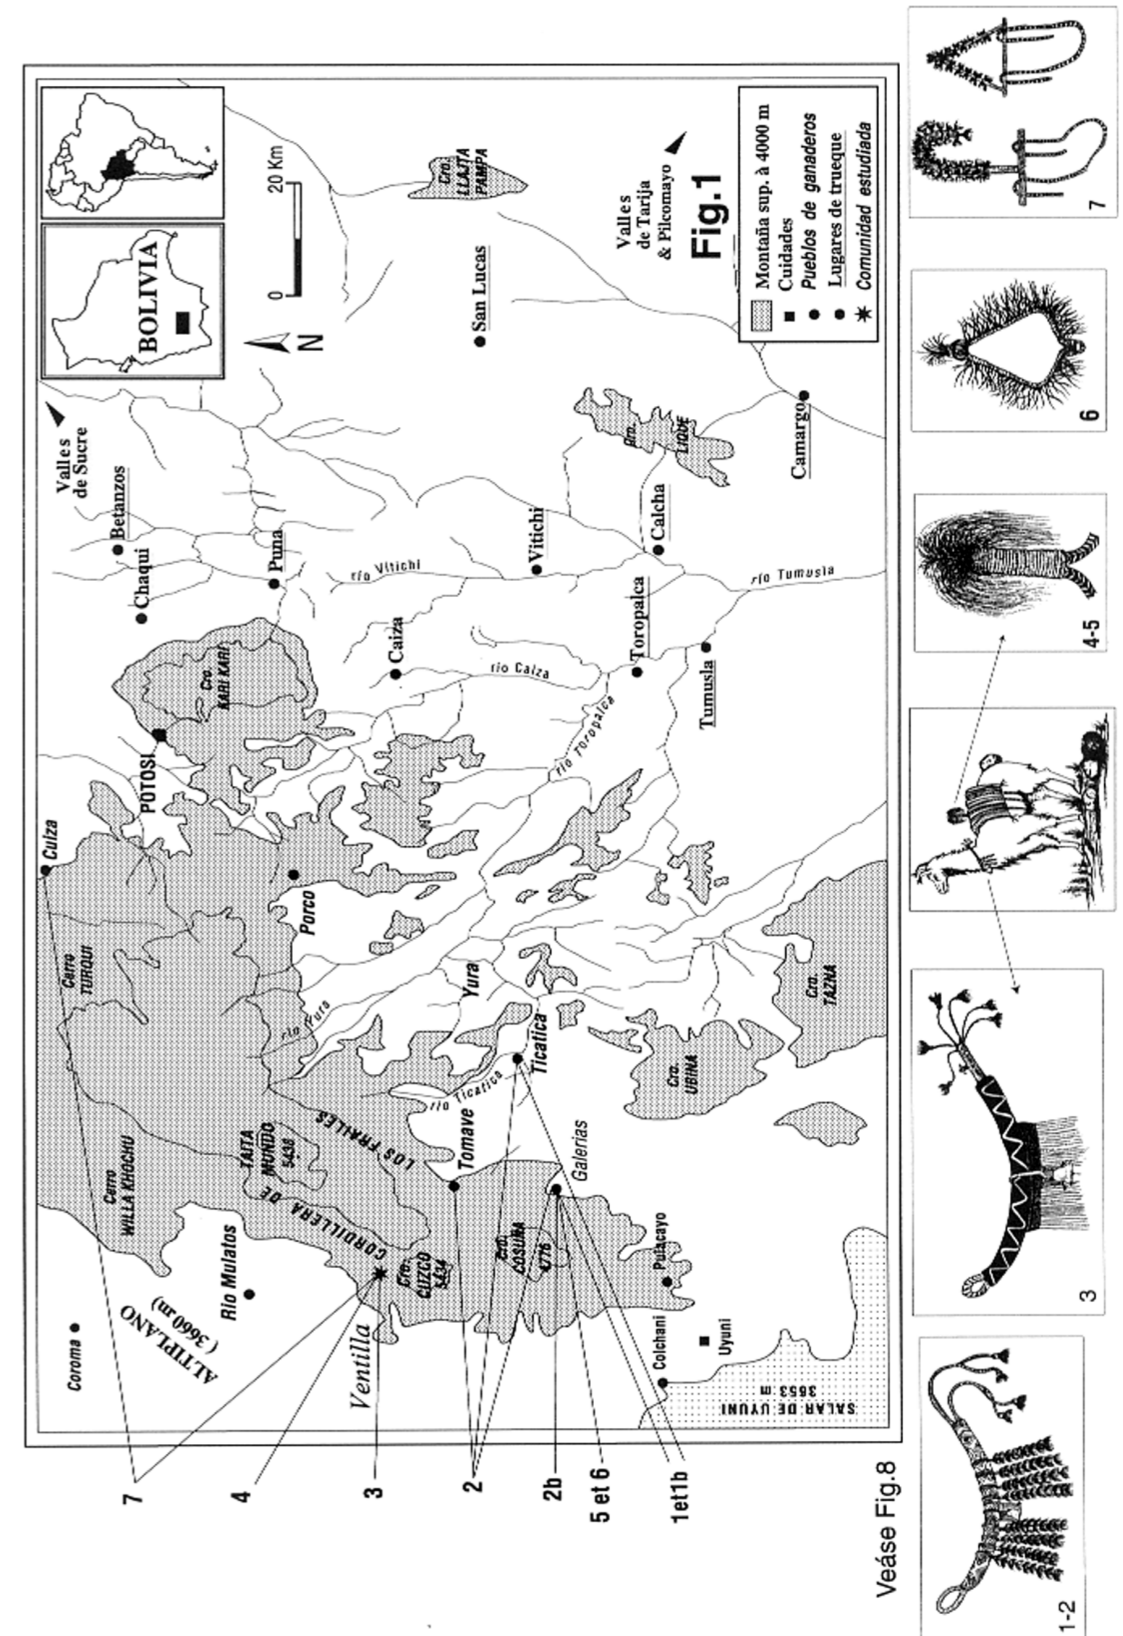 BOLIVIA
N
0
20 Km
Culza
POTOSI
Chaqui
Betanzos
Valles
de Sucre
Puna
Cro.
KARI KARI
Cerro
TURQUI
Cerro
WILLA KHOCHU
Porco
Caiza
río Vitichi
San Lucas
Cro.
LLAJTA
PAMPA
Valles
de Tarija
& Pilcomayo
Fig.1
Montaña sup. à 4000 m
Cuidades
Pueblos de ganaderos
Lugares de trueque
Comunidad estudiada
Vitichi
Calcha
LIQUE
Camargo
río Caiza
río Toropalca
Toropalca
Tumusla
río Tumusla
río Yura
Yura
Ticatica
río Ticatica
Tomave
Galerias
TAITA
MUNDO
5438
CORDILLERA DE
LOS FRAILES
Cro.
CUZCO
5434
Cro.
COSUÑA
4776
Cro.
UBINA
Cro.
TAZNA
Coroma
ALTIPLANO
( 3660 m)
Rio Mulatos
Ventilla
Pulacayo
Colchani
Uyuni
SALAR DE UYUNI
3653 m
7
4
3
2
2b
5 et 6
1et1b
Veáse Fig.8
1-2
3
4-5
6
7